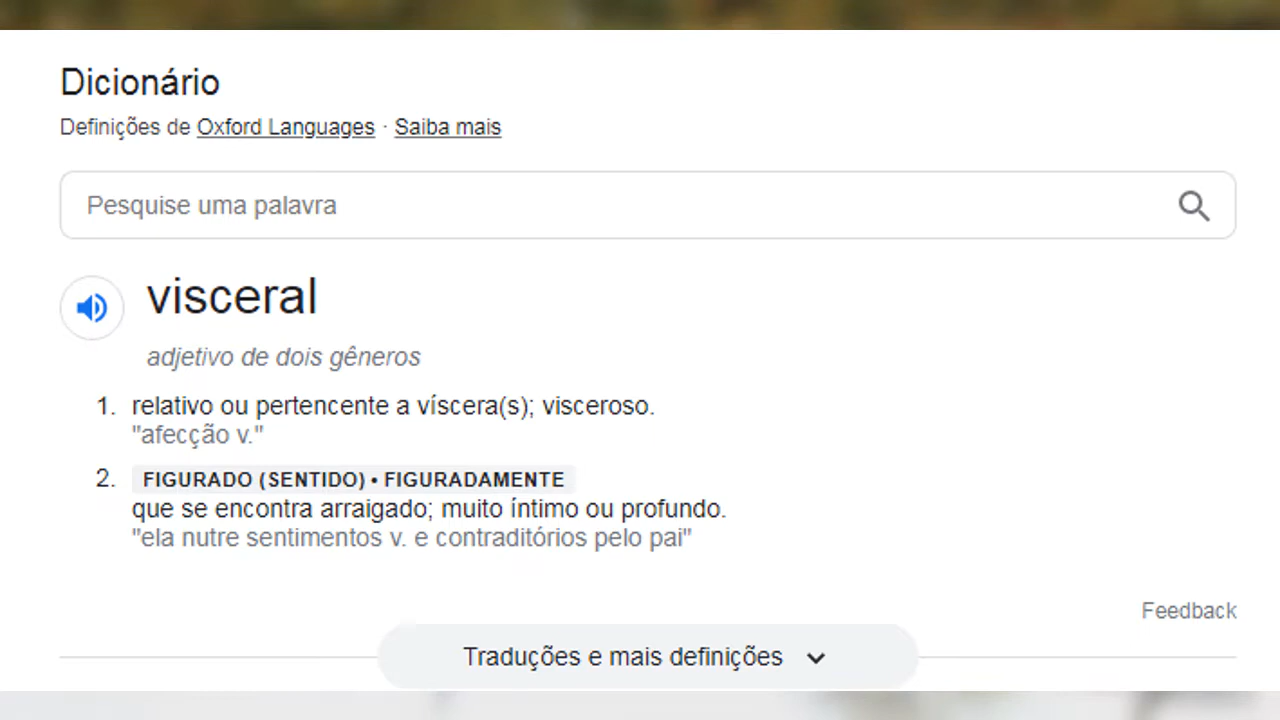 Dicionário
Definições de Oxford Languages · Saiba mais
Pesquise uma palavra
visceral
adjetivo de dois gêneros
1. relativo ou pertencente a víscera(s); visceroso.
"afecção v."
2. FIGURADO (SENTIDO) • FIGURADAMENTE
que se encontra arraigado; muito íntimo ou profundo.
"ela nutre sentimentos v. e contraditórios pelo pai"
Feedback
Traduções e mais definições